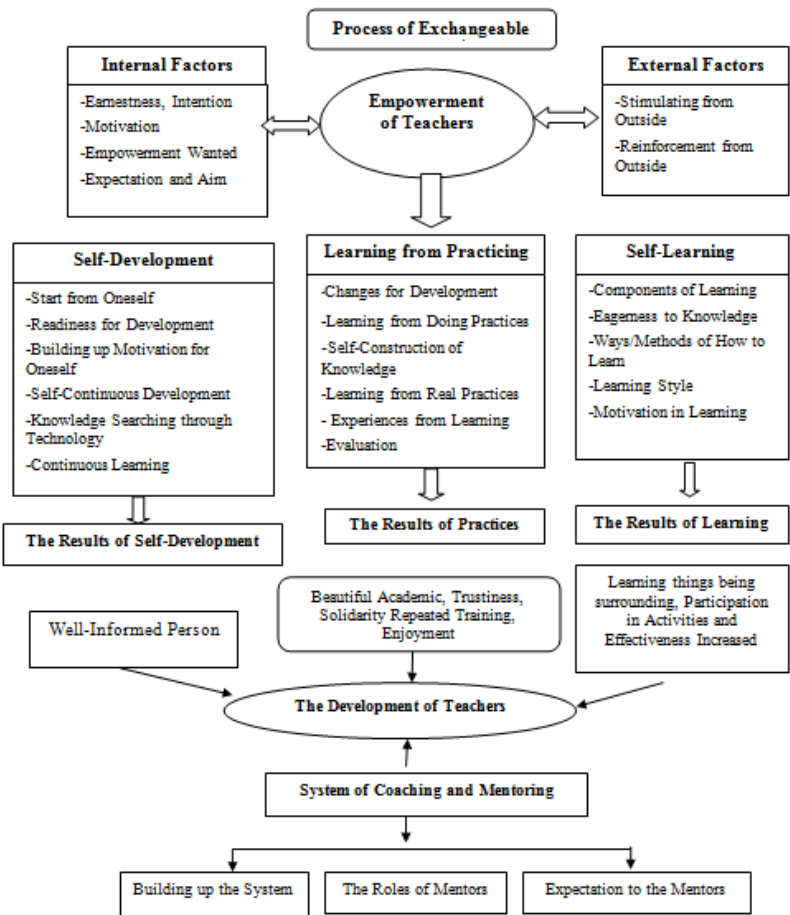 Process of Exchangeable
.
Internal Factors
-Earnestness, Intention
-Motivation
-Empowerment Wanted
-Expectation and Aim
Empowerment
of Teachers
External Factors
-Stimulating from
Outside
-Reinforcement from
Outside
Self-Development
-Start from Oneself
-Readiness for Development
-Building up Motivation for
Oneself
-Self-Continuous Development
-Knowledge Searching through
Technology
-Continuous Learning
Learning from Practicing
-Changes for Development
-Learning from Doing Practices
-Self-Construction of
Knowledge
-Learning from Real Practices
- Experiences from Learning
-Evaluation
Self-Learning
-Components of Learning
-Eagerness to Knowledge
-Ways/Methods of How to
Learn
-Learning Style
-Motivation in Learning
The Results of Self-Development
The Results of Practices
The Results of Learning
Well-Informed Person
Beautiful Academic, Trustiness,
Solidarity Repeated Training,
Enjoyment
Learning things being
surrounding, Participation
in Activities and
Effectiveness Increased
The Development of Teachers
System of Coaching and Mentoring
Building up the System
The Roles of Mentors
Expectation to the Mentors